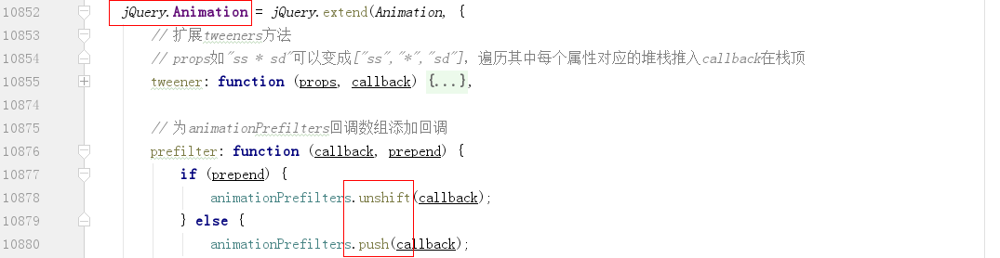 10852 jQuery.Animation = jQuery.extend(Animation, {
10853 // 扩展tweeners方法
10854 // props如"ss * sd"可以变成["ss","*","sd"], 遍历其中每个属性对应的堆栈推入callback在栈顶
10855 tweener: function (props, callback) {...},
10874
10875 // 为animationPrefilters回调数组添加回调
10876 prefilter: function (callback, prepend) {
10877 if (prepend) {
10878 animationPrefilters.unshift(callback);
10879 } else {
10880 animationPrefilters.push(callback);